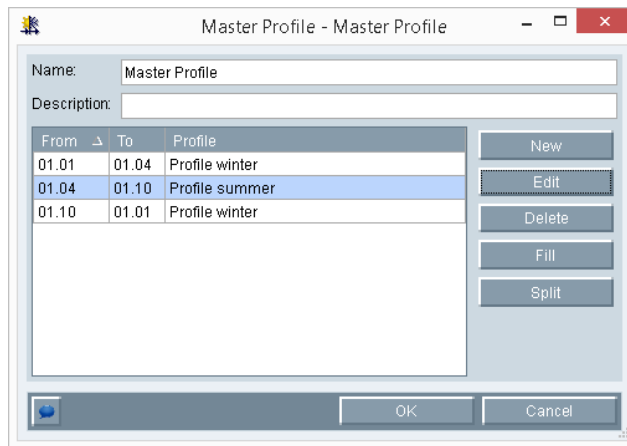 Master Profile - Master Profile
Name: Master Profile
Description:
From To Profile
01.01 01.04 Profile winter
01.04 01.10 Profile summer
01.10 01.01 Profile winter
New
Edit
Delete
Fill
Split
OK Cancel